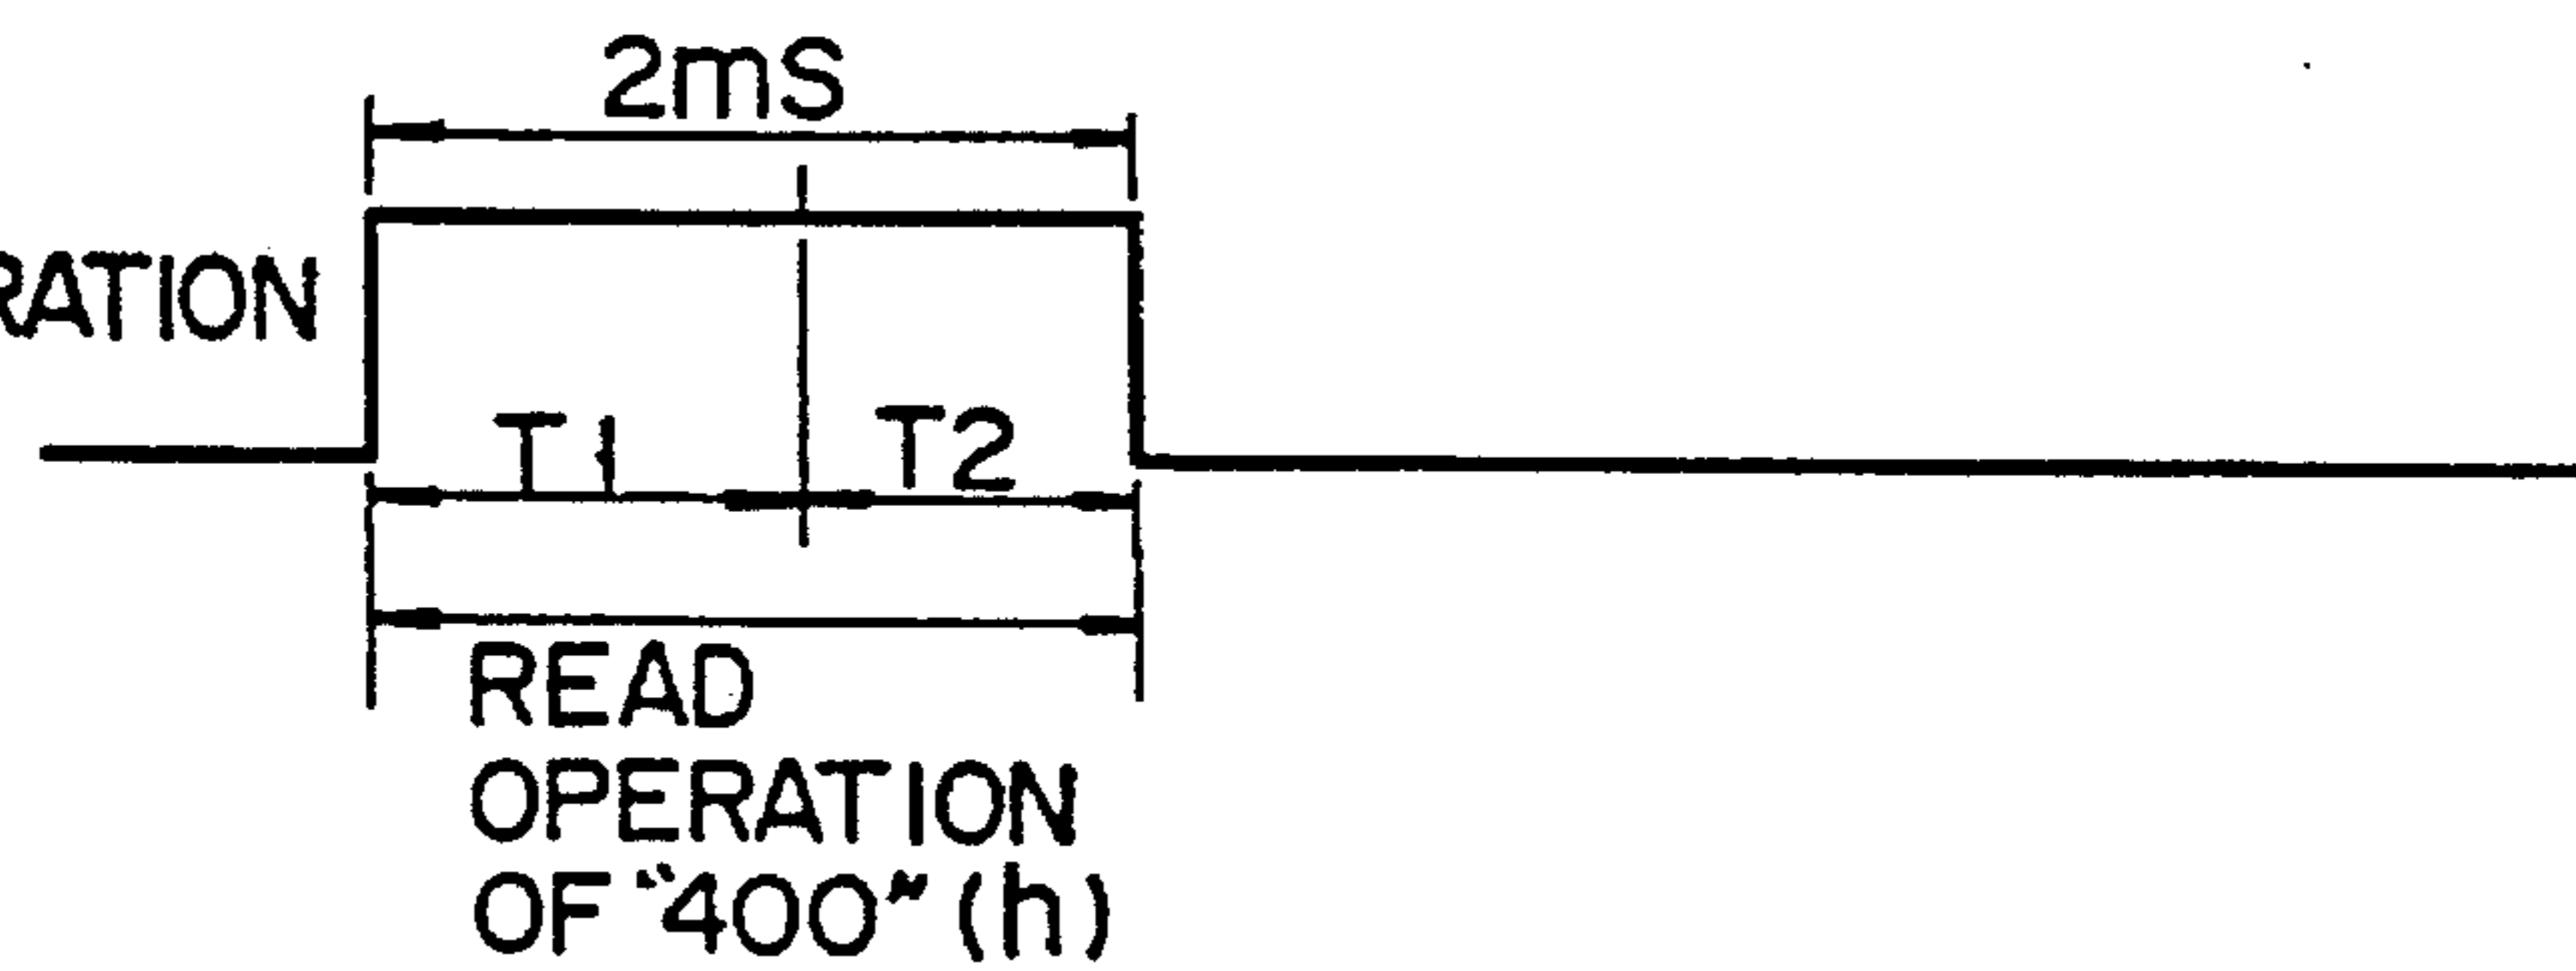 2mS
RATION
T1 T2
READ
OPERATION
OF "400" (h)